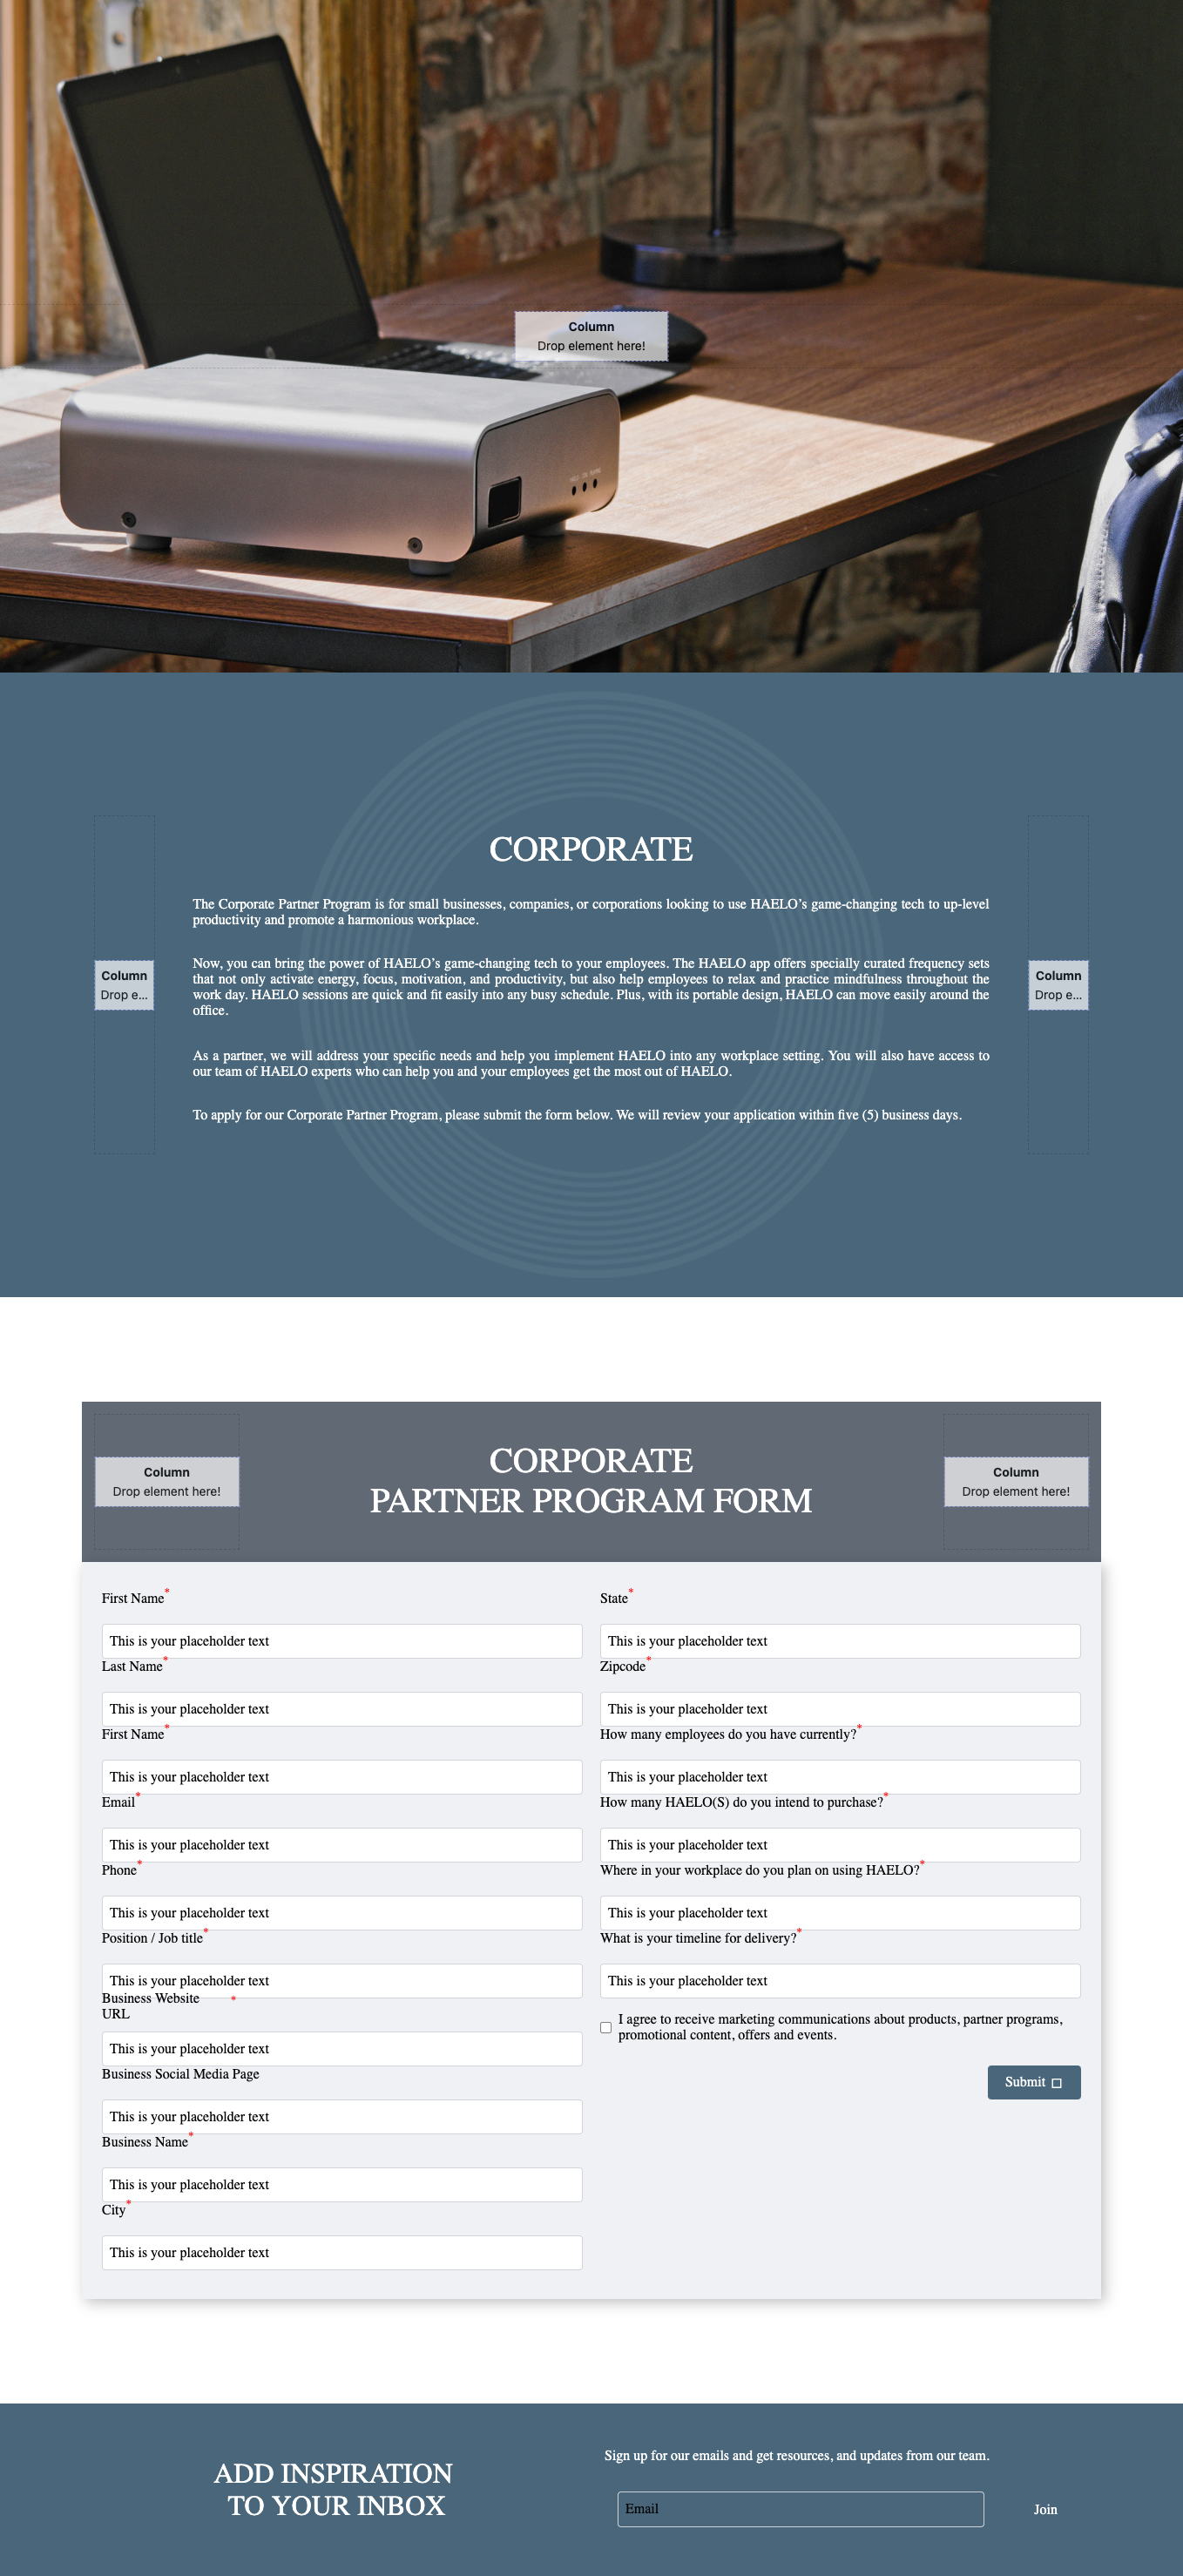 Column
Drop element here!
CORPORATE
The Corporate Partner Program is for small businesses, companies, or corporations looking to use HAELO’s game-changing tech to up-level
productivity and promote a harmonious workplace.
Now, you can bring the power of HAELO’s game-changing tech to your employees. The HAELO app offers specially curated frequency sets
that not only activate energy, focus, motivation, and productivity, but also help employees to relax and practice mindfulness throughout the
work day. HAELO sessions are quick and fit easily into any busy schedule. Plus, with its portable design, HAELO can move easily around the
office.
As a partner, we will address your specific needs and help you implement HAELO into any workplace setting. You will also have access to
our team of HAELO experts who can help you and your employees get the most out of HAELO.
To apply for our Corporate Partner Program, please submit the form below. We will review your application within five (5) business days.
Column
Drop e...
Column
Drop e...
Column
Drop element here!
CORPORATE
PARTNER PROGRAM FORM
Column
Drop element here!
First Name*
This is your placeholder text
Last Name*
This is your placeholder text
First Name*
This is your placeholder text
Email*
This is your placeholder text
Phone*
This is your placeholder text
Position / Job title*
This is your placeholder text
Business Website *
URL
This is your placeholder text
Business Social Media Page
This is your placeholder text
Business Name*
This is your placeholder text
City*
This is your placeholder text
State*
This is your placeholder text
Zipcode*
This is your placeholder text
How many employees do you have currently?*
This is your placeholder text
How many HAELO(S) do you intend to purchase?*
This is your placeholder text
Where in your workplace do you plan on using HAELO?*
This is your placeholder text
What is your timeline for delivery?*
This is your placeholder text
I agree to receive marketing communications about products, partner programs,
promotional content, offers and events.
Submit
ADD INSPIRATION
TO YOUR INBOX
Sign up for our emails and get resources, and updates from our team.
Email
Join